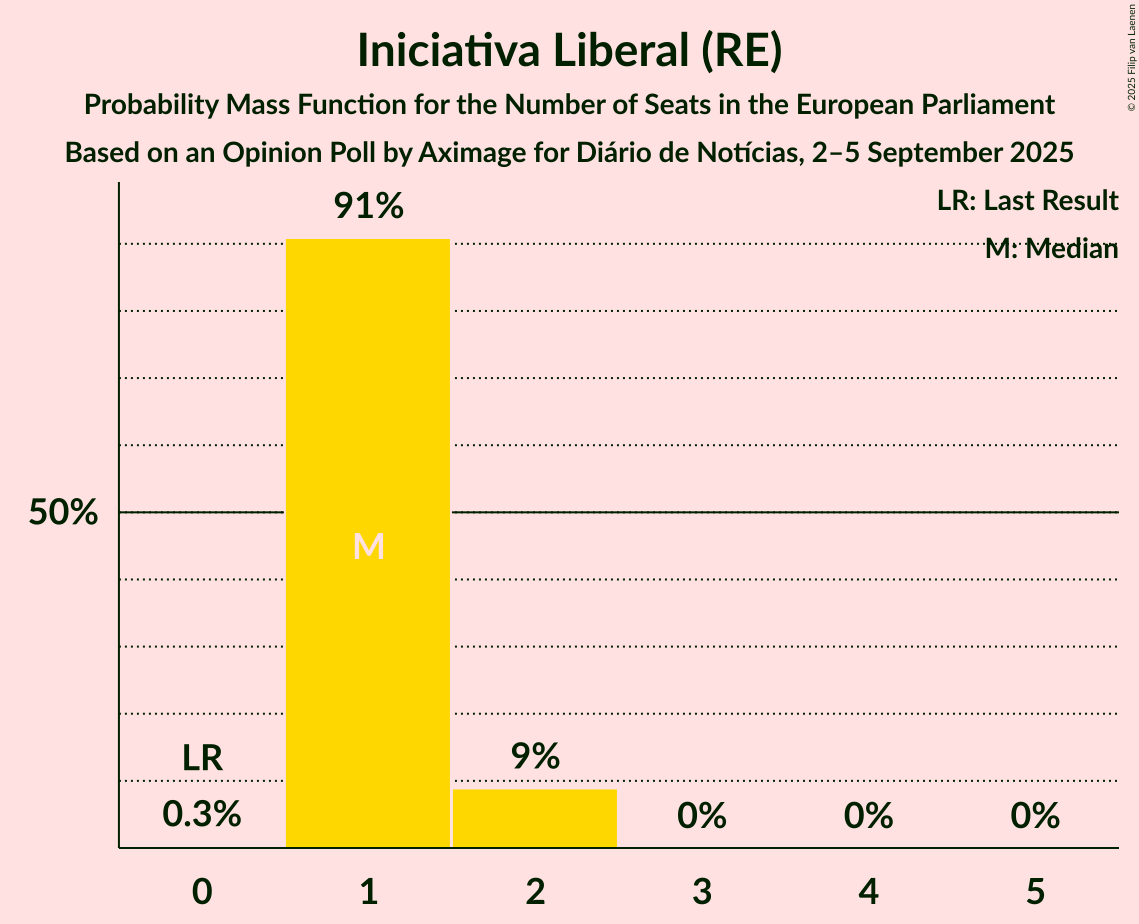 Iniciativa Liberal (RE)
Probability Mass Function for the Number of Seats in the European Parliament
Based on an Opinion Poll by Aximage for Diário de Notícias, 2–5 September 2025
© 2025 Filip van Laenen
LR: Last Result
M: Median
91%
50%
M
LR
0.3%
9%
0%
0%
0%
0
1
2
3
4
5